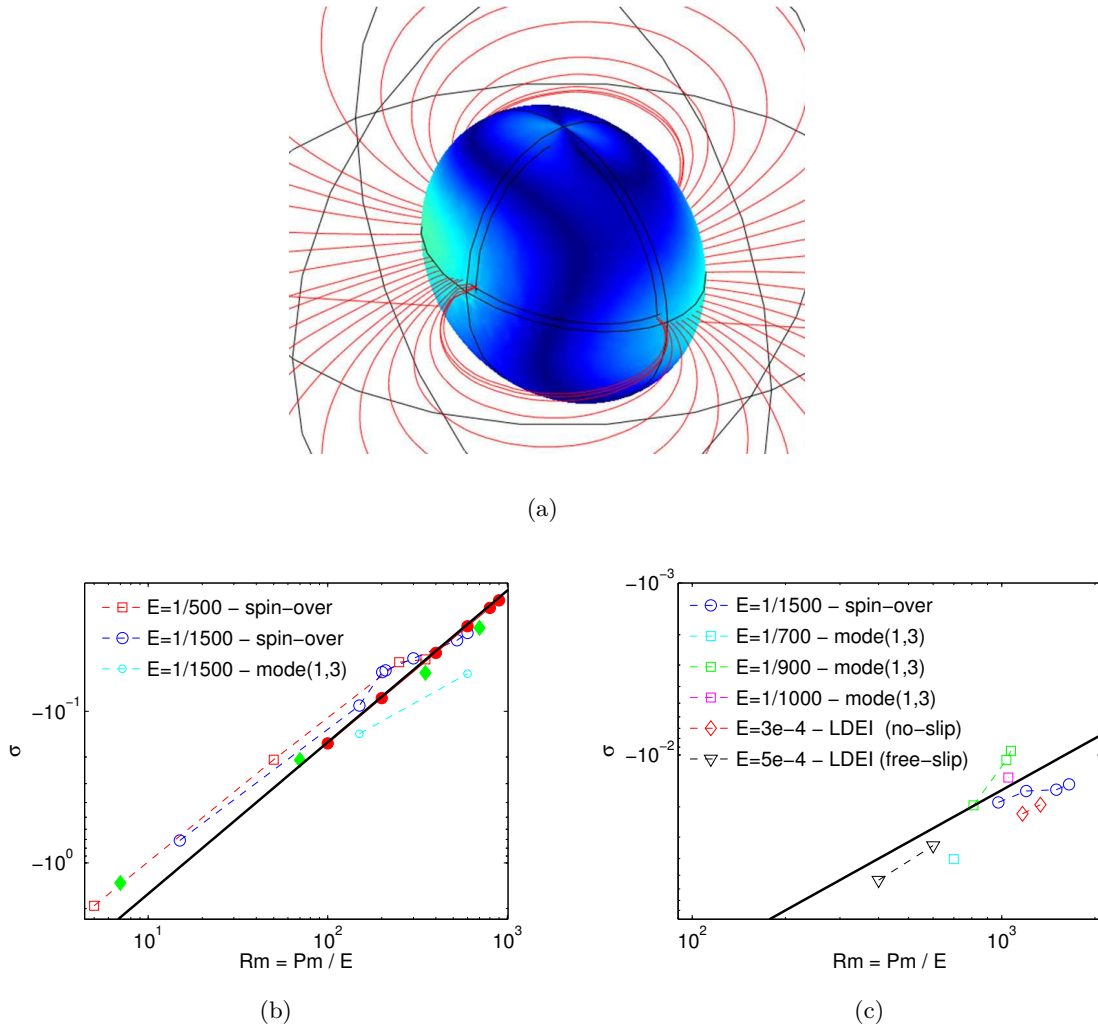 (a)
E=1/500 – spin–over
E=1/1500 – spin–over
E=1/1500 – mode(1,3)
σ
−10⁻¹
−10⁰
10¹
10²
10³
Rm = Pm / E
(b)
−10⁻³
E=1/1500 – spin–over
E=1/700 – mode(1,3)
E=1/900 – mode(1,3)
E=1/1000 – mode(1,3)
E=3e–4 – LDEI (no–slip)
E=5e–4 – LDEI (free–slip)
σ
−10⁻²
10²
10³
Rm = Pm / E
(c)